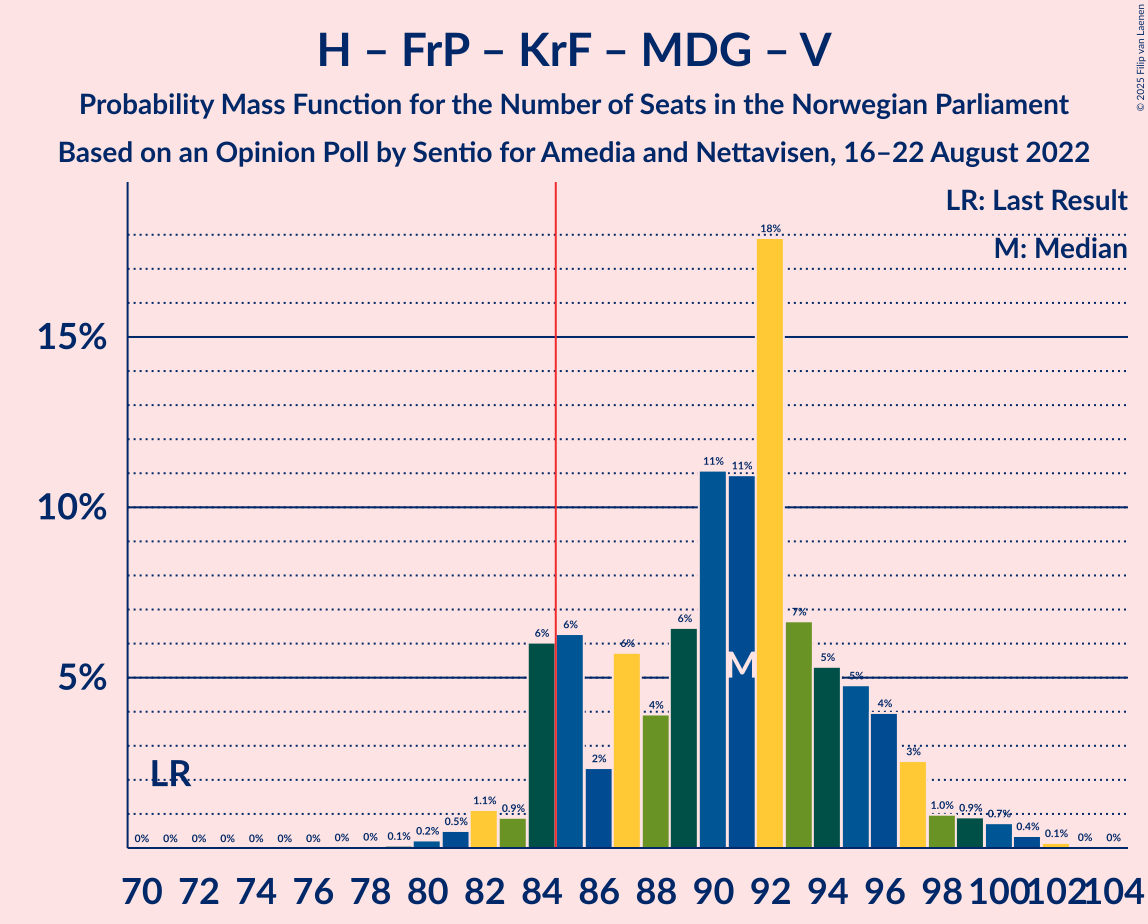 H – FrP – KrF – MDG – V
Probability Mass Function for the Number of Seats in the Norwegian Parliament
Based on an Opinion Poll by Sentio for Amedia and Nettavisen, 16–22 August 2022
© 2025 Filip van Laenen
LR: Last Result
M: Median
15%
10%
5%
LR
M
0% 0% 0% 0% 0% 0% 0% 0% 0% 0.1% 0.2% 0.5% 1.1% 0.9% 6% 6% 2% 6% 4% 6% 11% 11% 18% 7% 5% 5% 4% 3% 1.0% 0.9% 0.7% 0.4% 0.1% 0% 0%
70 72 74 76 78 80 82 84 86 88 90 92 94 96 98 100 102 104